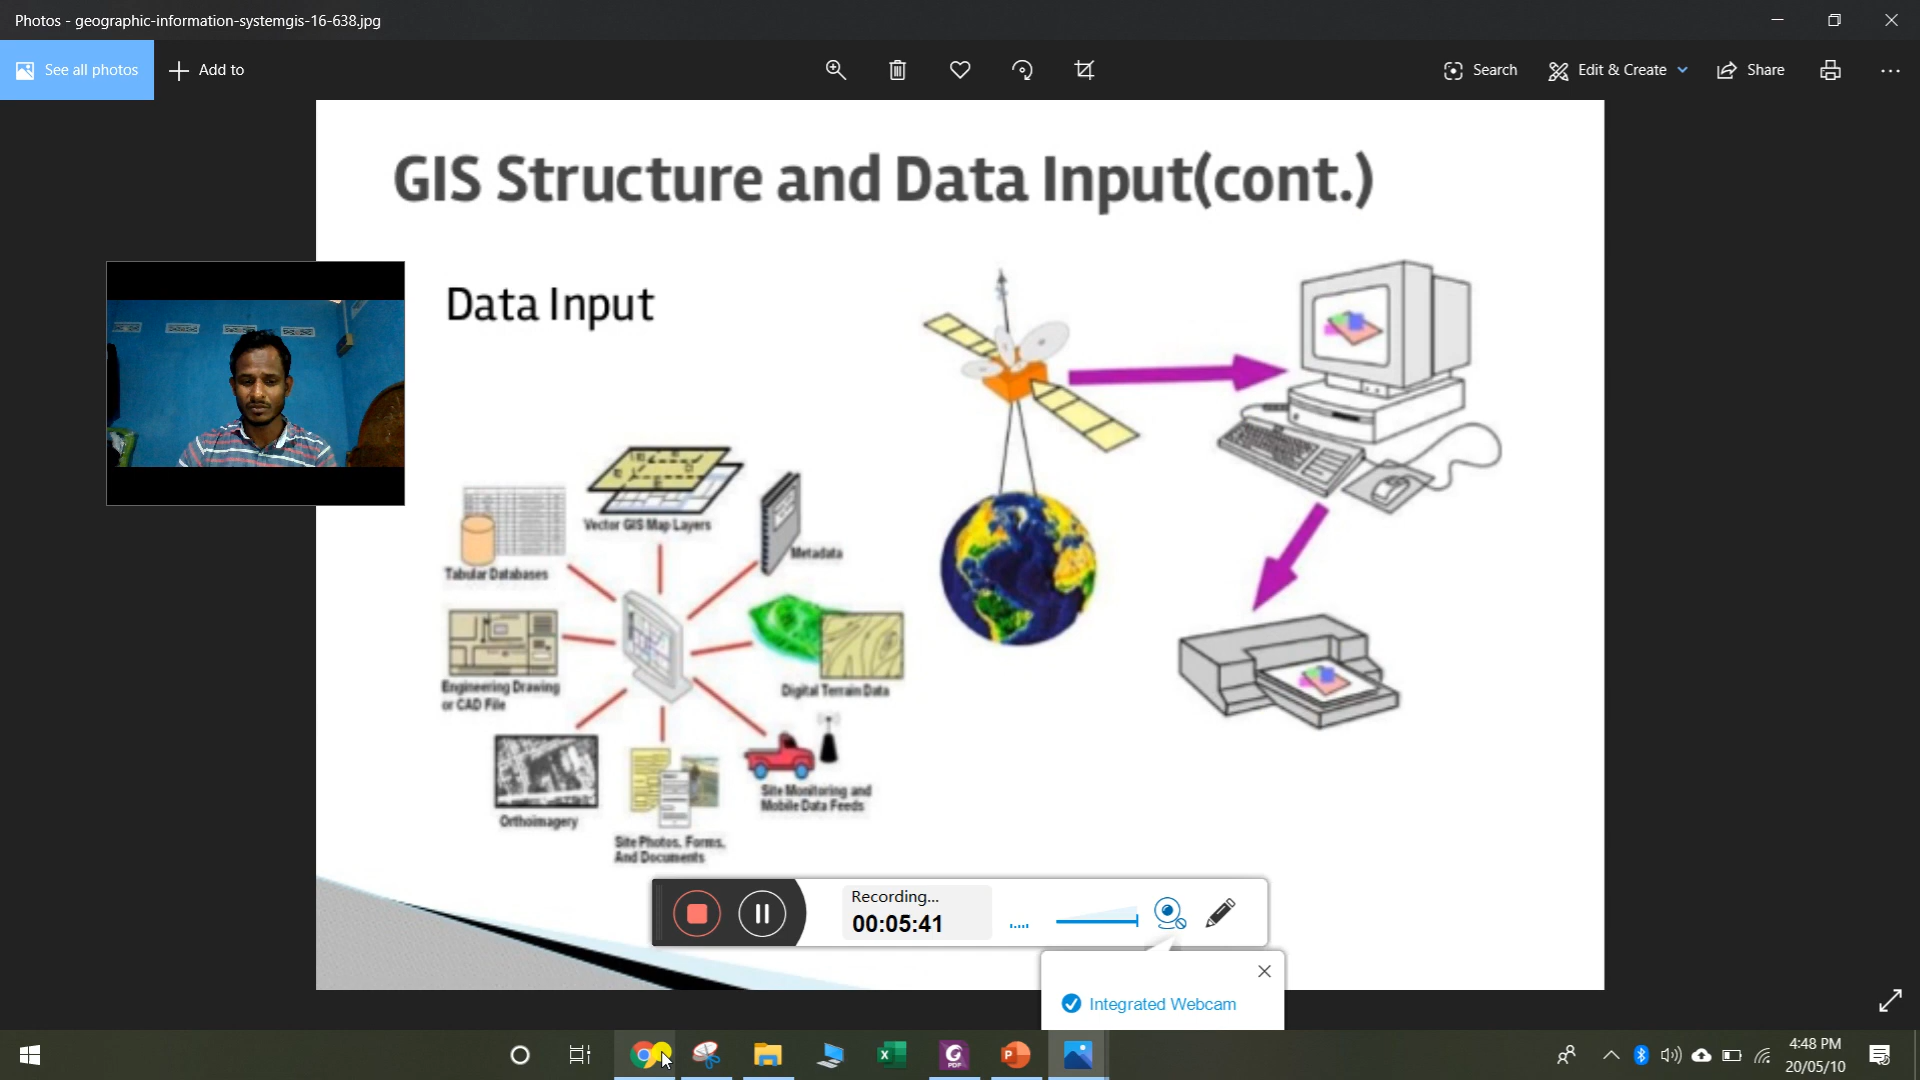 Photos - geographic-information-systemgis-16-638.jpg
See all photos
Add to
Search
Edit & Create
Share
GIS Structure and Data Input(cont.)
Data Input
Vector GIS Map Layers
Metadata
Tabular Databases
Engineering Drawing
or CAD File
Digital Terrain Data
Orthoimagery
Site Monitoring and
Mobile Data Feeds
Site Photos, Forms,
And Documents
Recording...
00:05:41
Integrated Webcam
4:48 PM
20/05/10